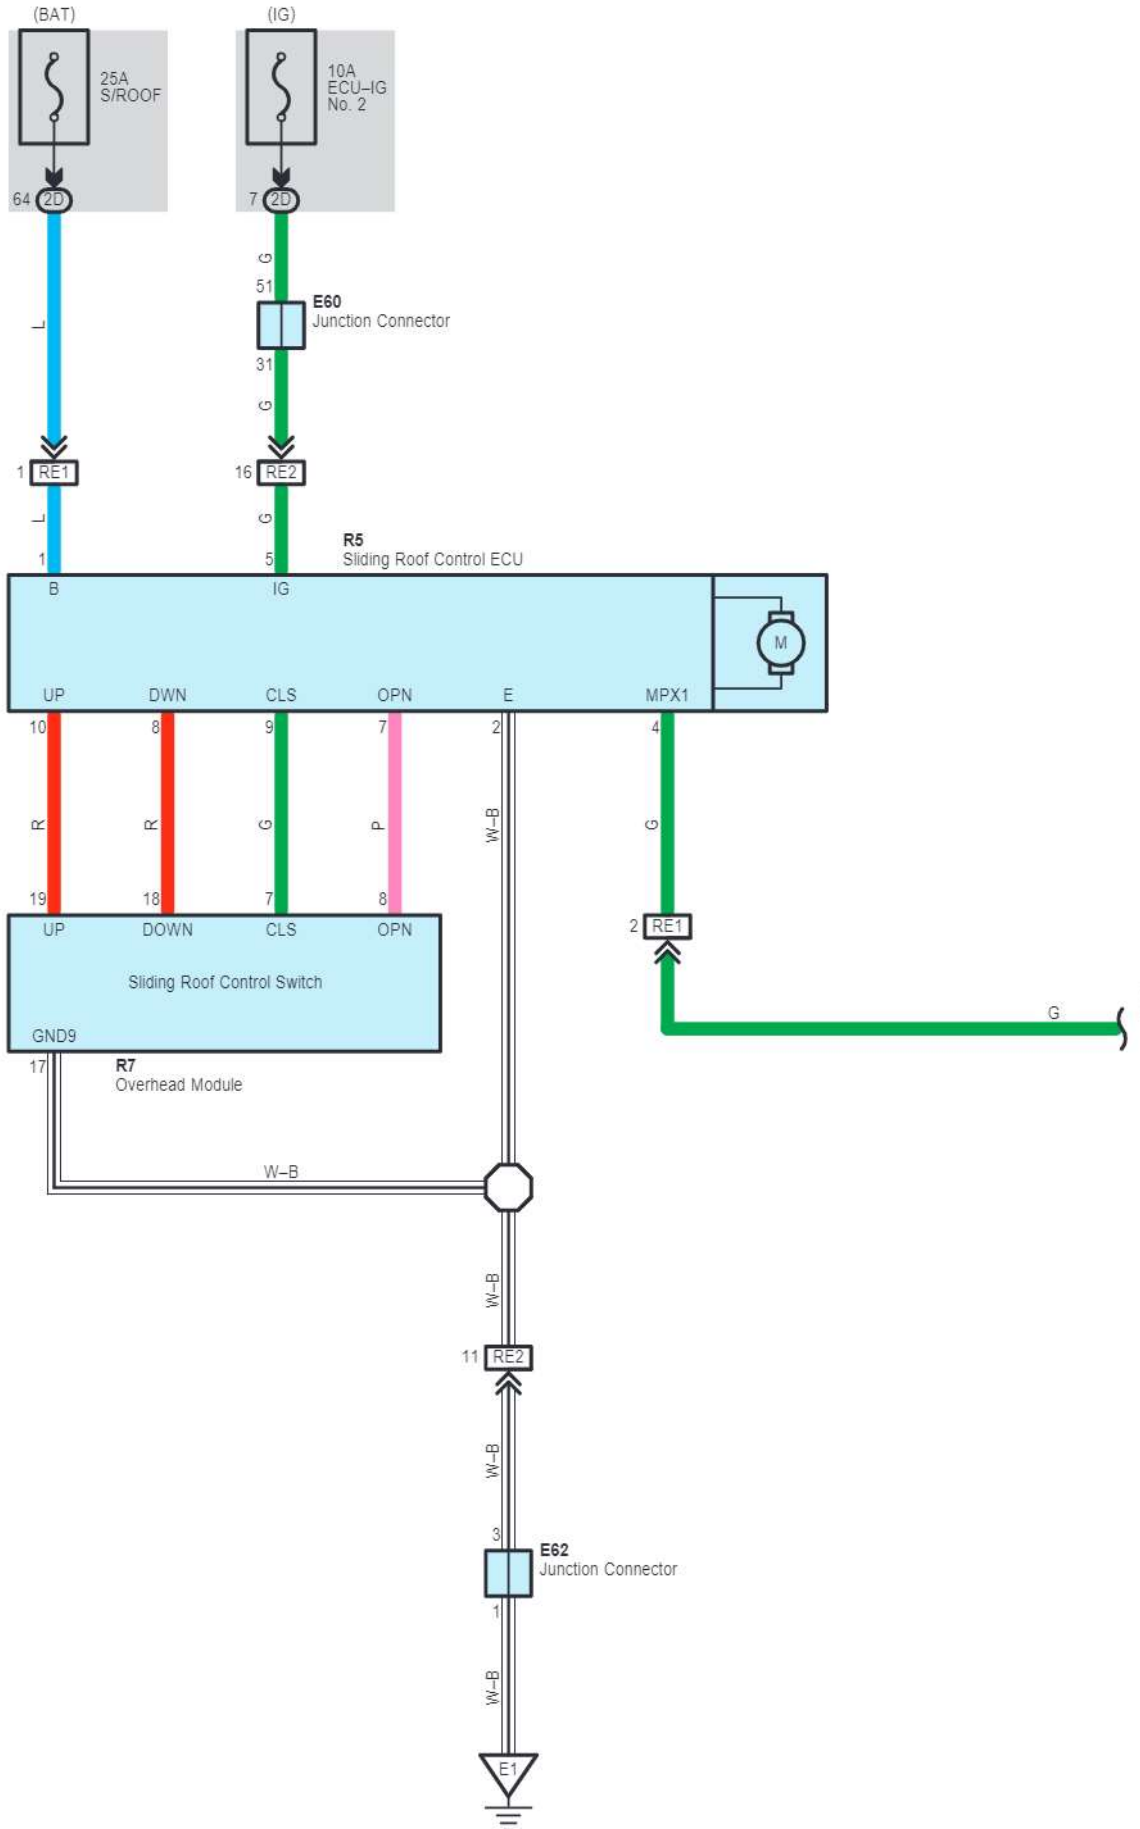 (BAT)
(IG)
25A
S/ROOF
10A
ECU–IG
No. 2
64
2D
7
2D
G
51
E60
Junction Connector
L
31
G
1
RE1
16
RE2
L
G
R5
Sliding Roof Control ECU
1
5
B
IG
M
UP
DWN
CLS
OPN
E
MPX1
10
8
9
7
2
4
R
R
G
P
W–B
G
19
18
7
8
2
RE1
UP
DOWN
CLS
OPN
Sliding Roof Control Switch
G
GND9
17
R7
Overhead Module
W–B
W–B
11
RE2
W–B
3
E62
Junction Connector
1
W–B
E1